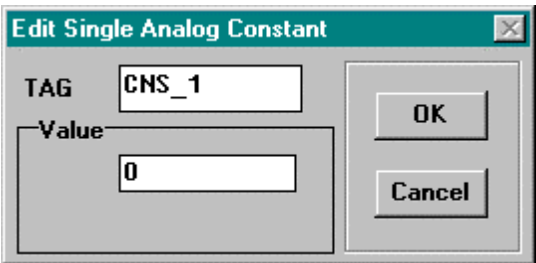 Edit Single Analog Constant
TAG CNS_1
Value
0
OK
Cancel